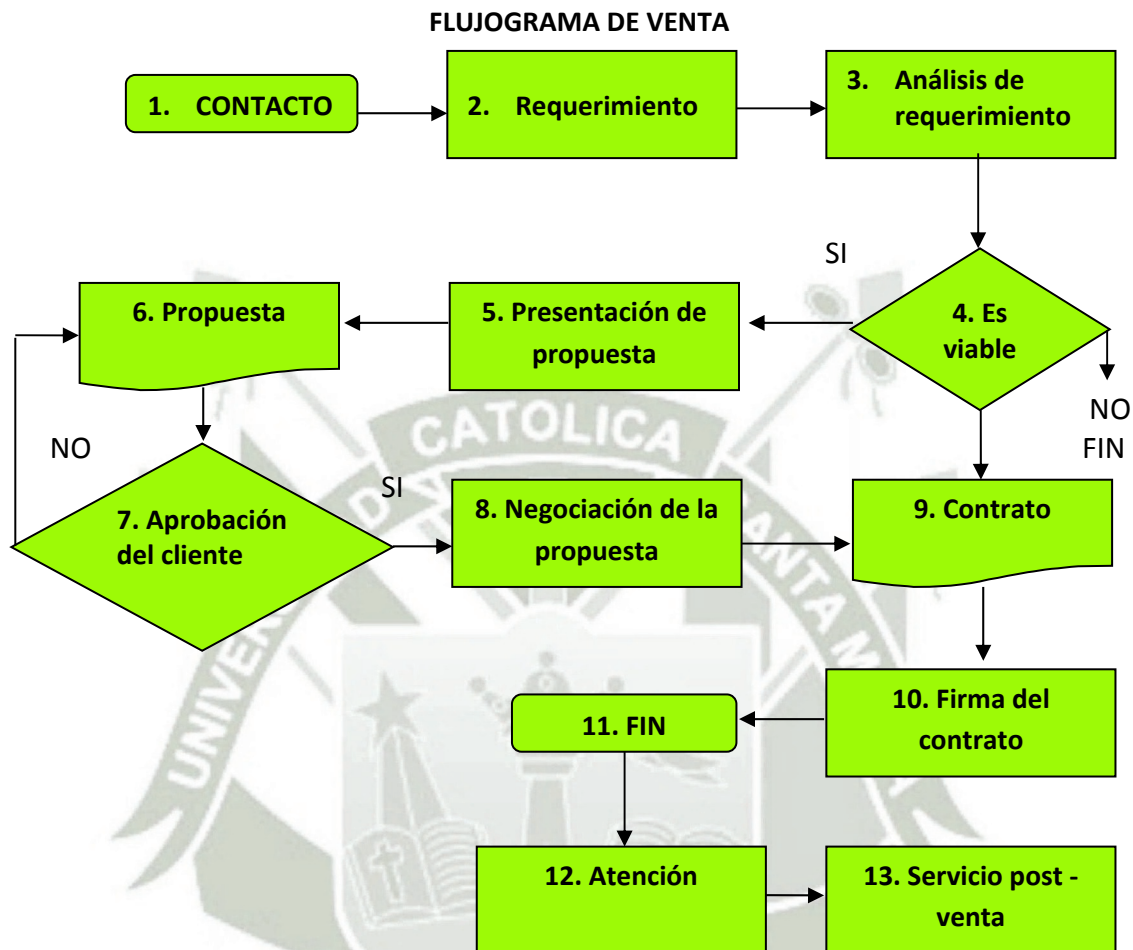 FLUJOGRAMA DE VENTA
1. CONTACTO
2. Requerimiento
3. Análisis de
requerimiento
SI
4. Es
viable
NO
FIN
5. Presentación de
propuesta
6. Propuesta
NO
7. Aprobación
del cliente
SI
8. Negociación de la
propuesta
9. Contrato
10. Firma del
contrato
11. FIN
12. Atención
13. Servicio post -
venta
CATOLICA